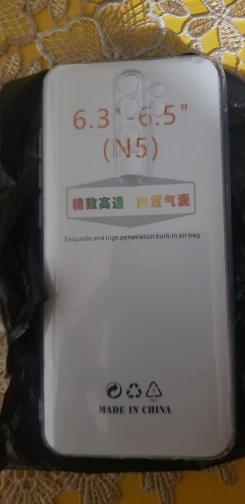 6.3"-6.5"
(N5)
精致高透 内置气囊
Exquisite and high penetration built-in air bag
PET
MADE IN CHINA